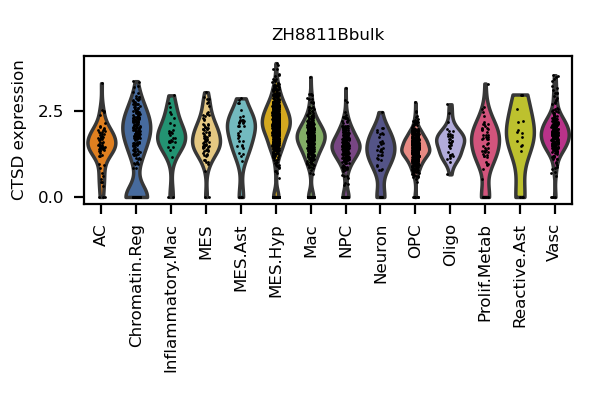 ZH8811Bbulk
CTSD expression
2.5
0.0
AC
Chromatin.Reg
Inflammatory.Mac
MES
MES.Ast
MES.Hyp
Mac
NPC
Neuron
OPC
Oligo
Prolif.Metab
Reactive.Ast
Vasc